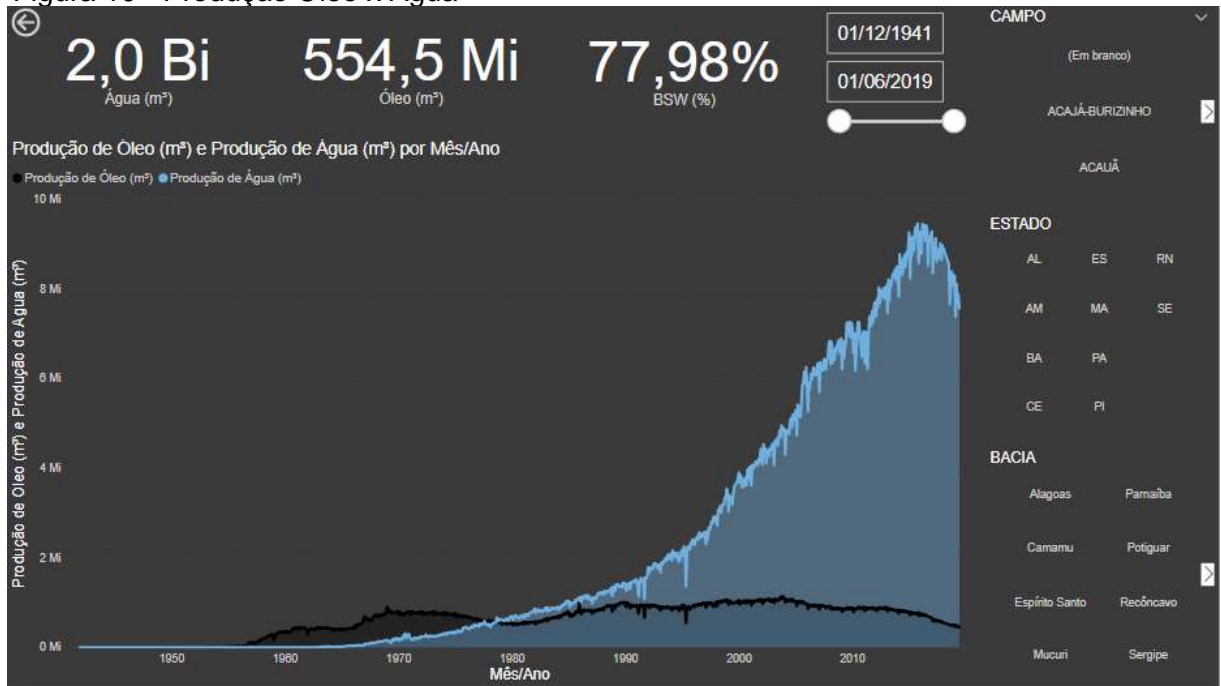 2,0 Bi
Água (m³)
554,5 Mi
Óleo (m³)
77,98%
BSW (%)
01/12/1941
01/06/2019
Produção de Óleo (m³) e Produção de Água (m³) por Mês/Ano
Produção de Óleo (m³) Produção de Água (m³)
Produção de Óleo (m³) e Produção de Água (m³)
10 Mi
8 Mi
6 Mi
4 Mi
2 Mi
0 Mi
1950 1960 1970 1980 1990 2000 2010
Mês/Ano
CAMPO
(Em branco)
ACAJÁ-BURIZINHO
ACAUÃ
ESTADO
AL ES RN
AM MA SE
BA PA
CE PI
BACIA
Alagoas Parnaíba
Camamu Potiguar
Espírito Santo Recôncavo
Mucuri Sergipe